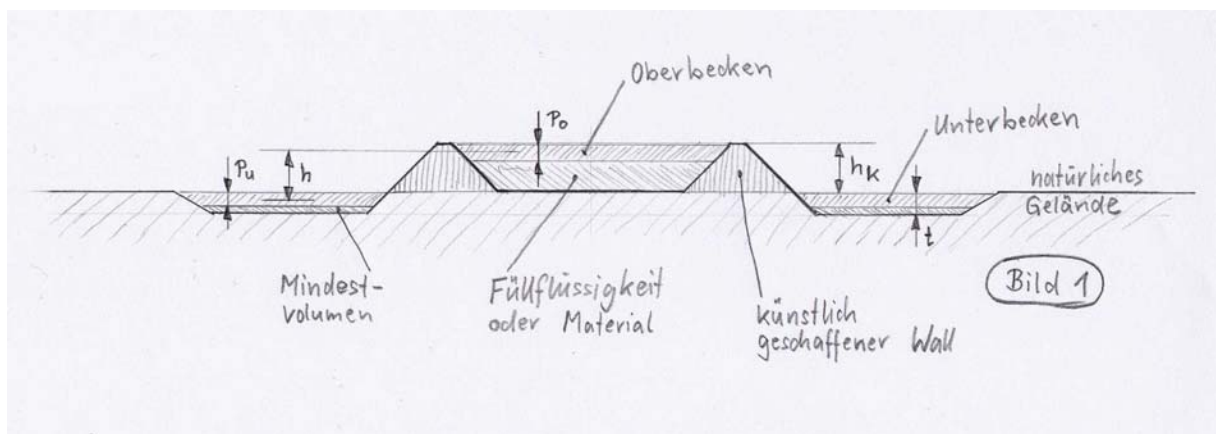 Oberbecken
Po
Unterbecken
Pu
h
hK
natürliches
Gelände
t
Mindest-
volumen
Füllflüssigkeit
oder Material
künstlich
geschaffener Wall
Bild 1